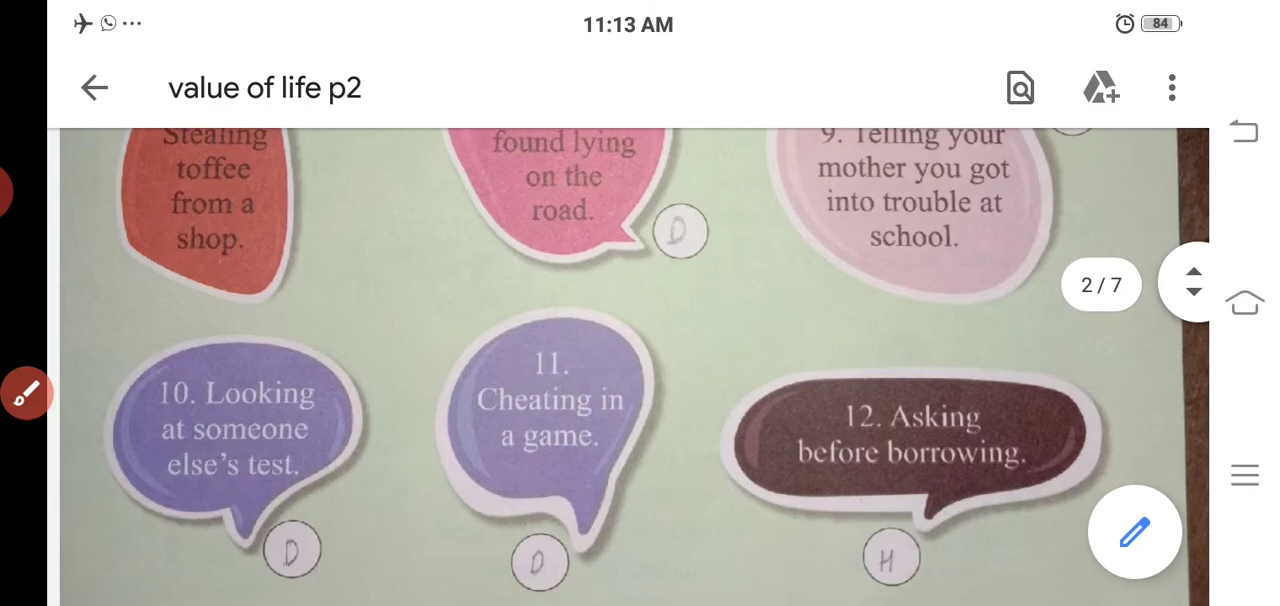 11:13 AM
84
value of life p2
Stealing
toffee
from a
shop.
found lying
on the
road.
D
9. Telling your
mother you got
into trouble at
school.
2 / 7
10. Looking
at someone
else's test.
D
11.
Cheating in
a game.
D
12. Asking
before borrowing.
H